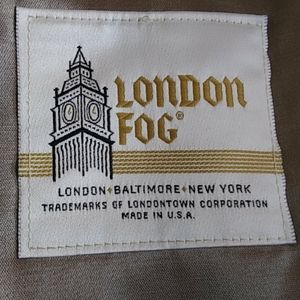 LONDON
FOG®
LONDON♦BALTIMORE♦NEW YORK
TRADEMARKS OF LONDONTOWN CORPORATION
MADE IN U.S.A.